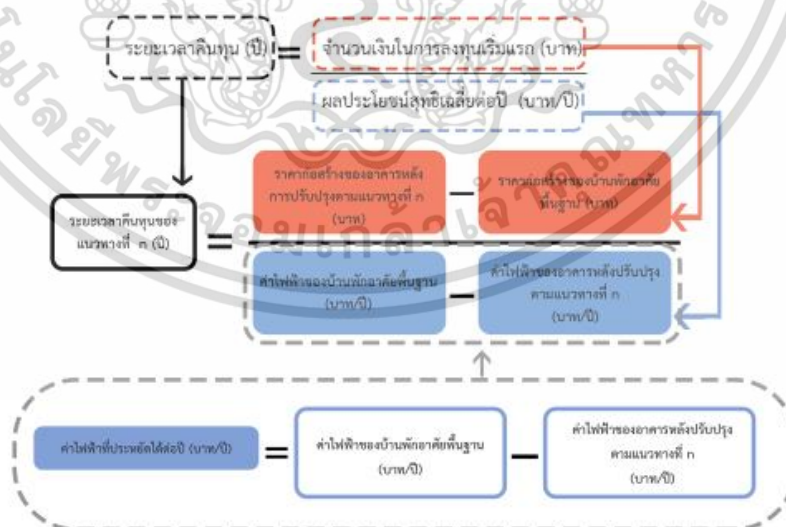 ระยะเวลาคืนทุน (ปี) = จำนวนเงินในการลงทุนเริ่มแรก (บาท)
ผลประโยชน์สุทธิเฉลี่ยต่อปี (บาท/ปี)
ระยะเวลาคืนทุนของ
แนวทางที่ n (ปี)
=
ราคาก่อสร้างของอาคารหลัง
การปรับปรุงตามแนวทางที่ n
(บาท)
–
ราคาก่อสร้างของบ้านพักอาศัย
พื้นฐาน (บาท)
ค่าไฟฟ้าของบ้านพักอาศัยพื้นฐาน
(บาท/ปี)
–
ค่าไฟฟ้าของอาคารหลังปรับปรุง
ตามแนวทางที่ n
(บาท/ปี)
ค่าไฟฟ้าที่ประหยัดได้ต่อปี (บาท/ปี)
=
ค่าไฟฟ้าของบ้านพักอาศัยพื้นฐาน
(บาท/ปี)
–
ค่าไฟฟ้าของอาคารหลังปรับปรุง
ตามแนวทางที่ n
(บาท/ปี)